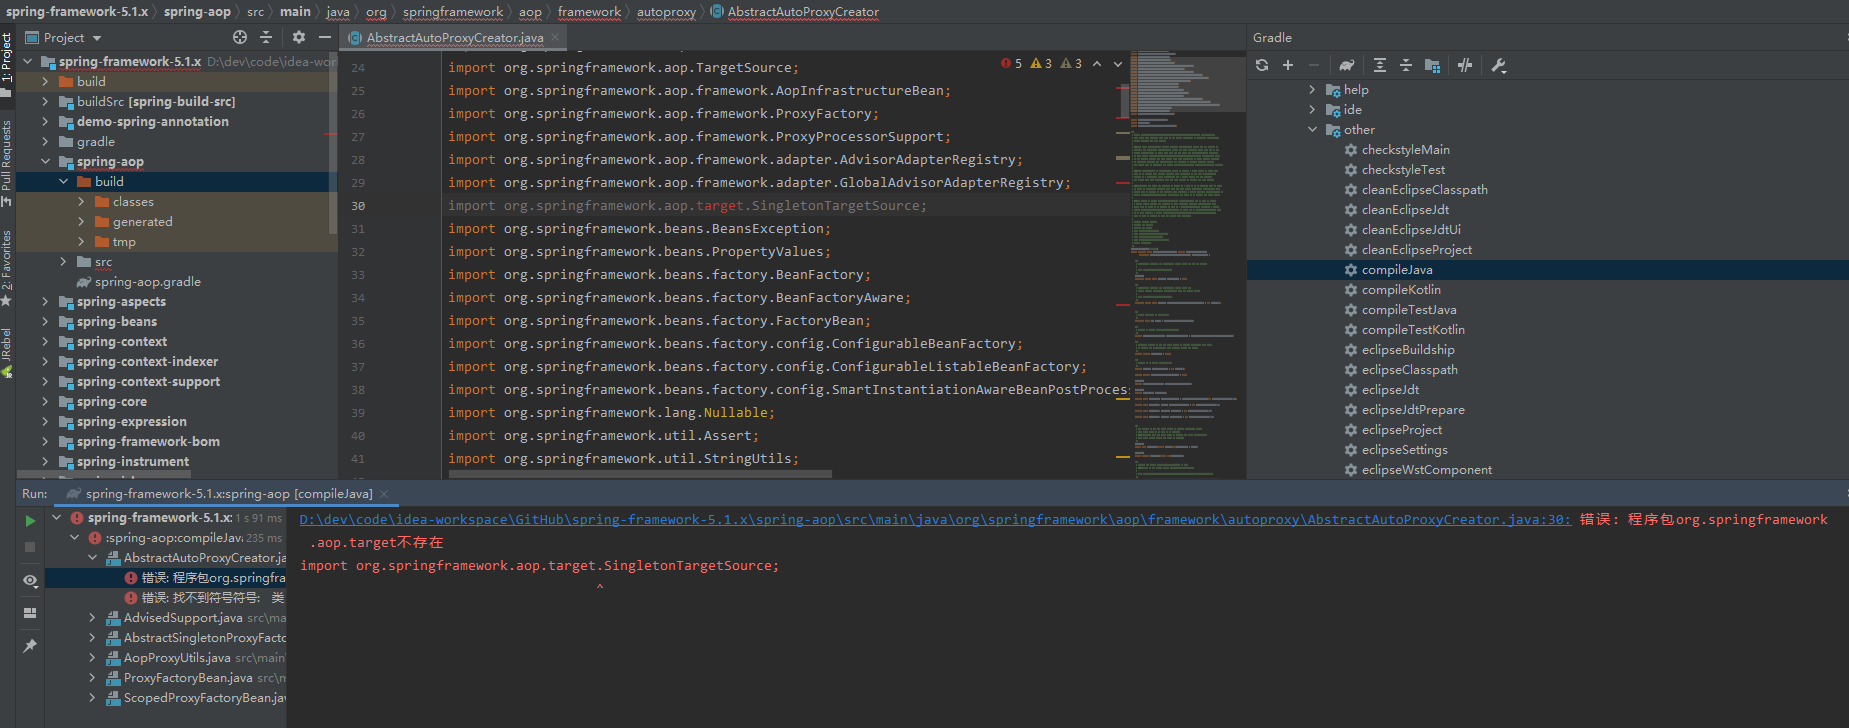 spring-framework-5.1.x › spring-aop › src › main › java › org › springframework › aop › framework › autoproxy › AbstractAutoProxyCreator
1: Project
Pull Requests
2: Favorites
JRebel
Project
spring-framework-5.1.x D:\dev\code\idea-wor
build
buildSrc [spring-build-src]
demo-spring-annotation
gradle
spring-aop
build
classes
generated
tmp
src
spring-aop.gradle
spring-aspects
spring-beans
spring-context
spring-context-indexer
spring-context-support
spring-core
spring-expression
spring-framework-bom
spring-instrument
AbstractAutoProxyCreator.java
5 3 3
24 import org.springframework.aop.TargetSource;
25 import org.springframework.aop.framework.AopInfrastructureBean;
26 import org.springframework.aop.framework.ProxyFactory;
27 import org.springframework.aop.framework.ProxyProcessorSupport;
28 import org.springframework.aop.framework.adapter.AdvisorAdapterRegistry;
29 import org.springframework.aop.framework.adapter.GlobalAdvisorAdapterRegistry;
30 import org.springframework.aop.target.SingletonTargetSource;
31 import org.springframework.beans.BeansException;
32 import org.springframework.beans.PropertyValues;
33 import org.springframework.beans.factory.BeanFactory;
34 import org.springframework.beans.factory.BeanFactoryAware;
35 import org.springframework.beans.factory.FactoryBean;
36 import org.springframework.beans.factory.config.ConfigurableBeanFactory;
37 import org.springframework.beans.factory.config.ConfigurableListableBeanFactory;
38 import org.springframework.beans.factory.config.SmartInstantiationAwareBeanPostProces
39 import org.springframework.lang.Nullable;
40 import org.springframework.util.Assert;
41 import org.springframework.util.StringUtils;
Gradle
help
ide
other
checkstyleMain
checkstyleTest
cleanEclipseClasspath
cleanEclipseJdt
cleanEclipseJdtUi
cleanEclipseProject
compileJava
compileKotlin
compileTestJava
compileTestKotlin
eclipseBuildship
eclipseClasspath
eclipseJdt
eclipseJdtPrepare
eclipseProject
eclipseSettings
eclipseWstComponent
Run: spring-framework-5.1.x:spring-aop [compileJava]
spring-framework-5.1.x: 1 s 91 ms
:spring-aop:compileJava 235 ms
AbstractAutoProxyCreator.ja
错误: 程序包org.springfra
错误: 找不到符号符号: 类
AdvisedSupport.java src\ma
AbstractSingletonProxyFacto
AopProxyUtils.java src\main\
ProxyFactoryBean.java src\m
ScopedProxyFactoryBean.jav
D:\dev\code\idea-workspace\GitHub\spring-framework-5.1.x\spring-aop\src\main\java\org\springframework\aop\framework\autoproxy\AbstractAutoProxyCreator.java:30: 错误: 程序包org.springframework
.aop.target不存在
import org.springframework.aop.target.SingletonTargetSource;
^